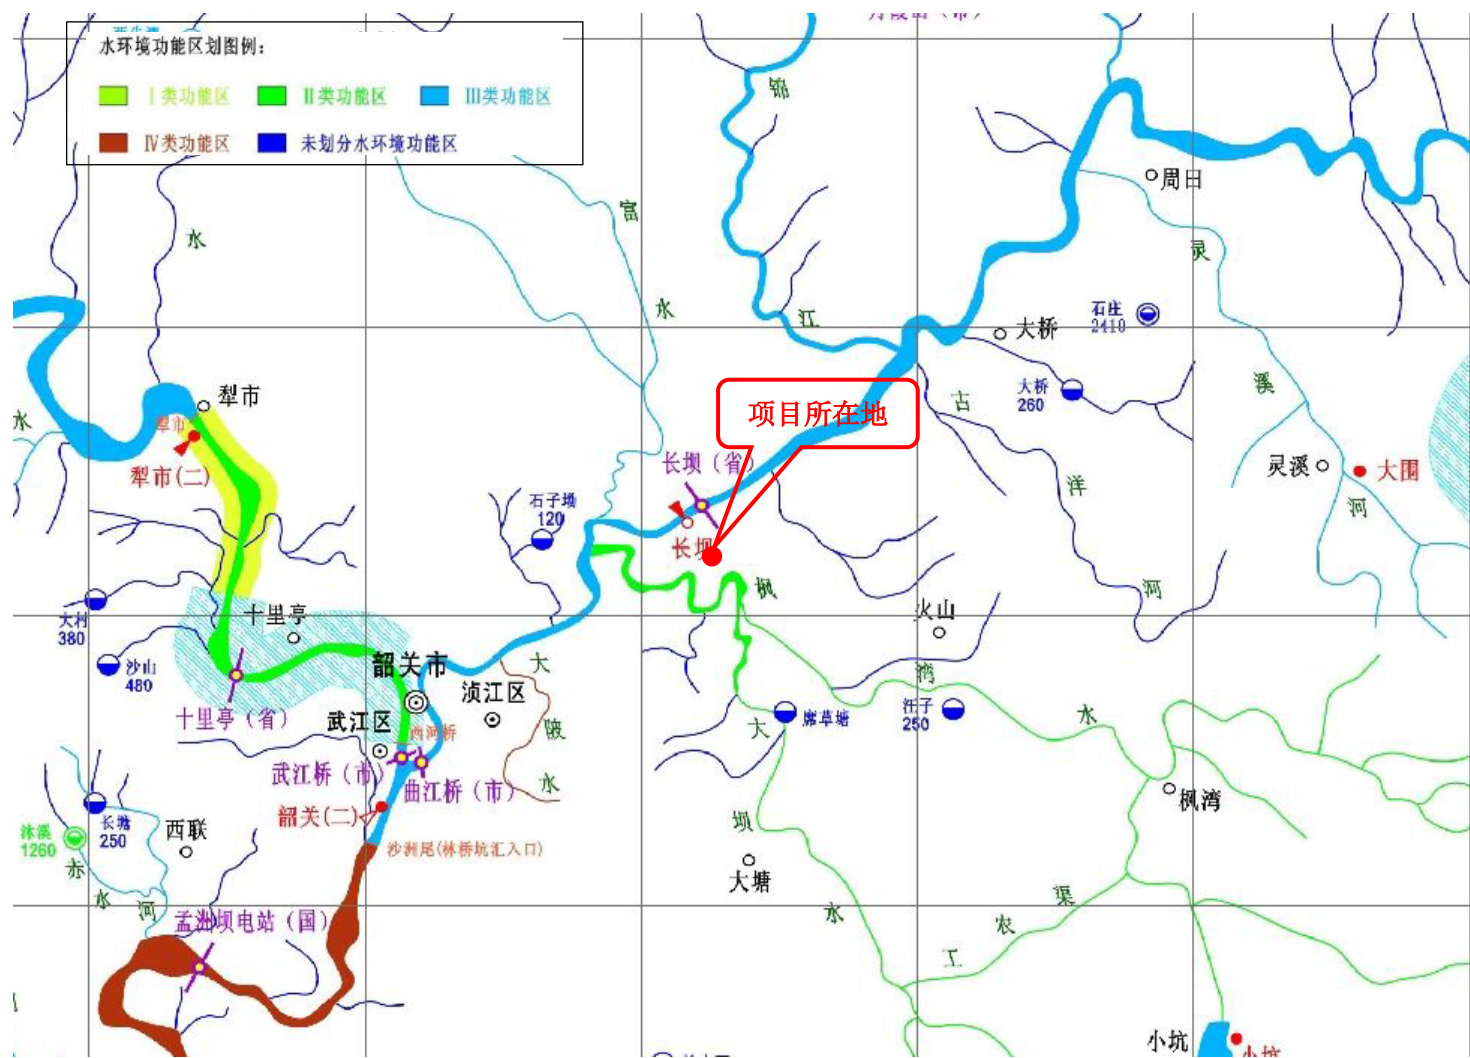 水环境功能区划图例：
Ⅰ类功能区
Ⅱ类功能区
Ⅲ类功能区
Ⅳ类功能区
未划分水环境功能区
锦
周田
富
水
灵
水
江
石庄
2410
大桥
大桥
260
古
溪
犁市
水
犁市
犁市(二)
项目所在地
长坝（省）
灵溪
大围
洋
河
石子坳
120
长坝
枫
河
火山
大村
380
十里亭
沙山
480
韶关市
大
浈江区
湾
十里亭（省）
武江区
西河桥
陂
大
席草塘
汪子
250
水
武江桥（市）
曲江桥（市）
水
枫湾
韶关(二)
长塘
250
西联
沐溪
1260
坝
沙洲尾(林桥坑汇入口)
赤
水
河
大塘
渠
水
农
孟洲坝电站（国）
工
小坑
小坑